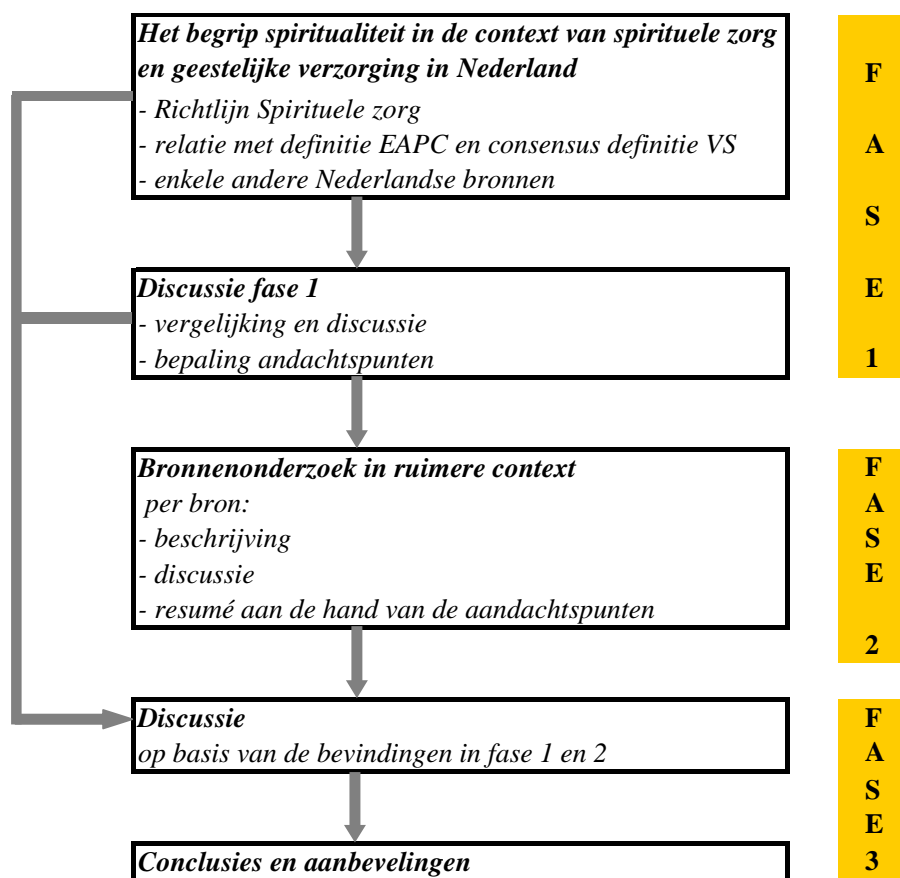 Het begrip spiritualiteit in de context van spirituele zorg
en geestelijke verzorging in Nederland
- Richtlijn Spirituele zorg
- relatie met definitie EAPC en consensus definitie VS
- enkele andere Nederlandse bronnen
Discussie fase 1
- vergelijking en discussie
- bepaling andachtspunten
FASE 1
Bronnenonderzoek in ruimere context
per bron:
- beschrijving
- discussie
- resumé aan de hand van de aandachtspunten
FASE 2
Discussie
op basis van de bevindingen in fase 1 en 2
Conclusies en aanbevelingen
FASE 3